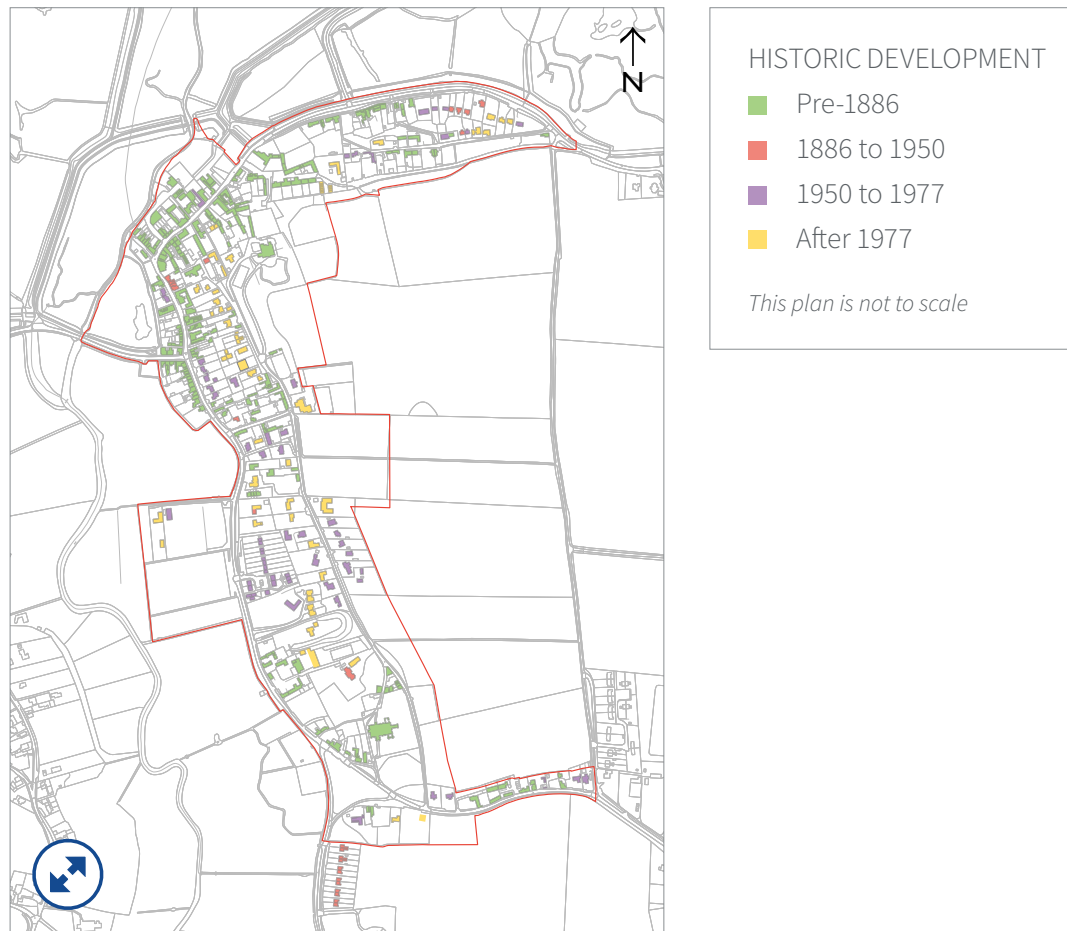 N
HISTORIC DEVELOPMENT
Pre-1886
1886 to 1950
1950 to 1977
After 1977
This plan is not to scale